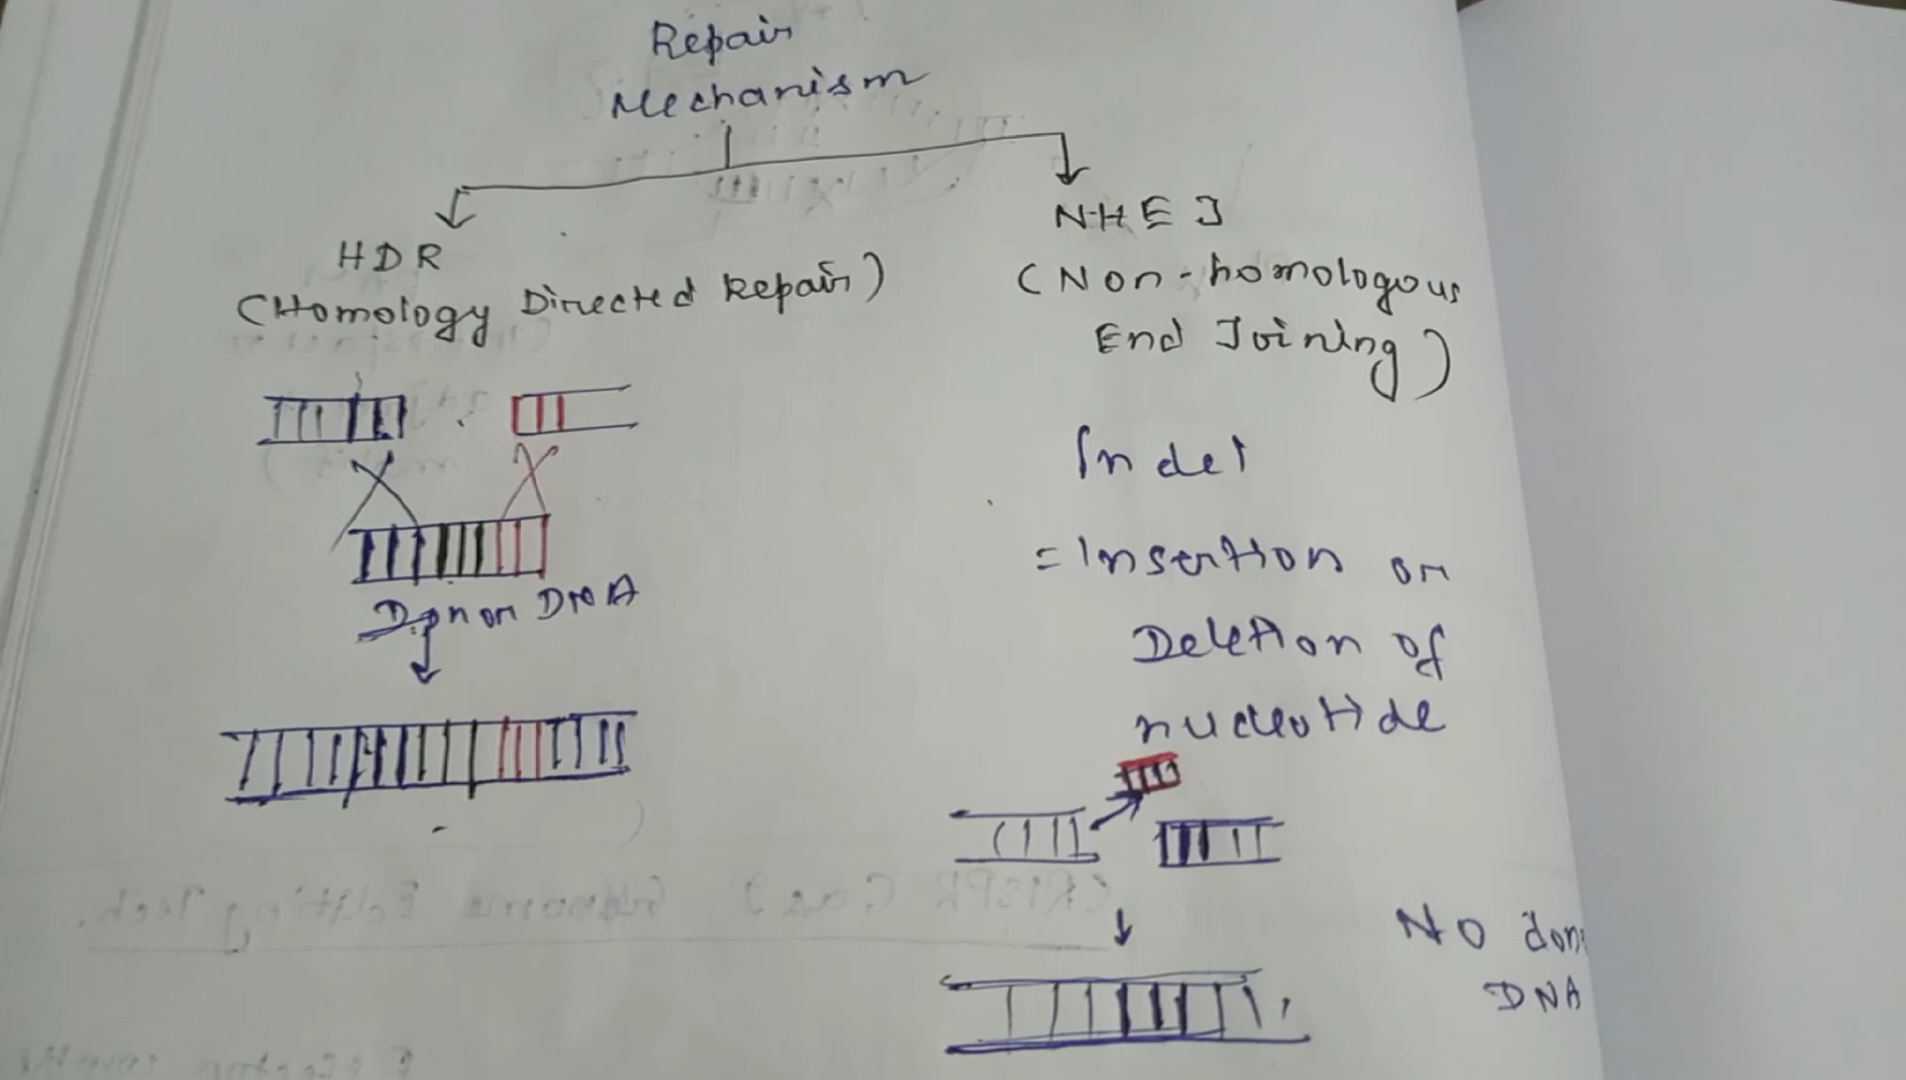 Repair
Mechanism
HDR
(Homology Directed Repair)
Donor DNA
NHEJ
(Non-homologous
End Joining)
Indel
= Insertion or
Deletion of
nucleotide
No don
DNA